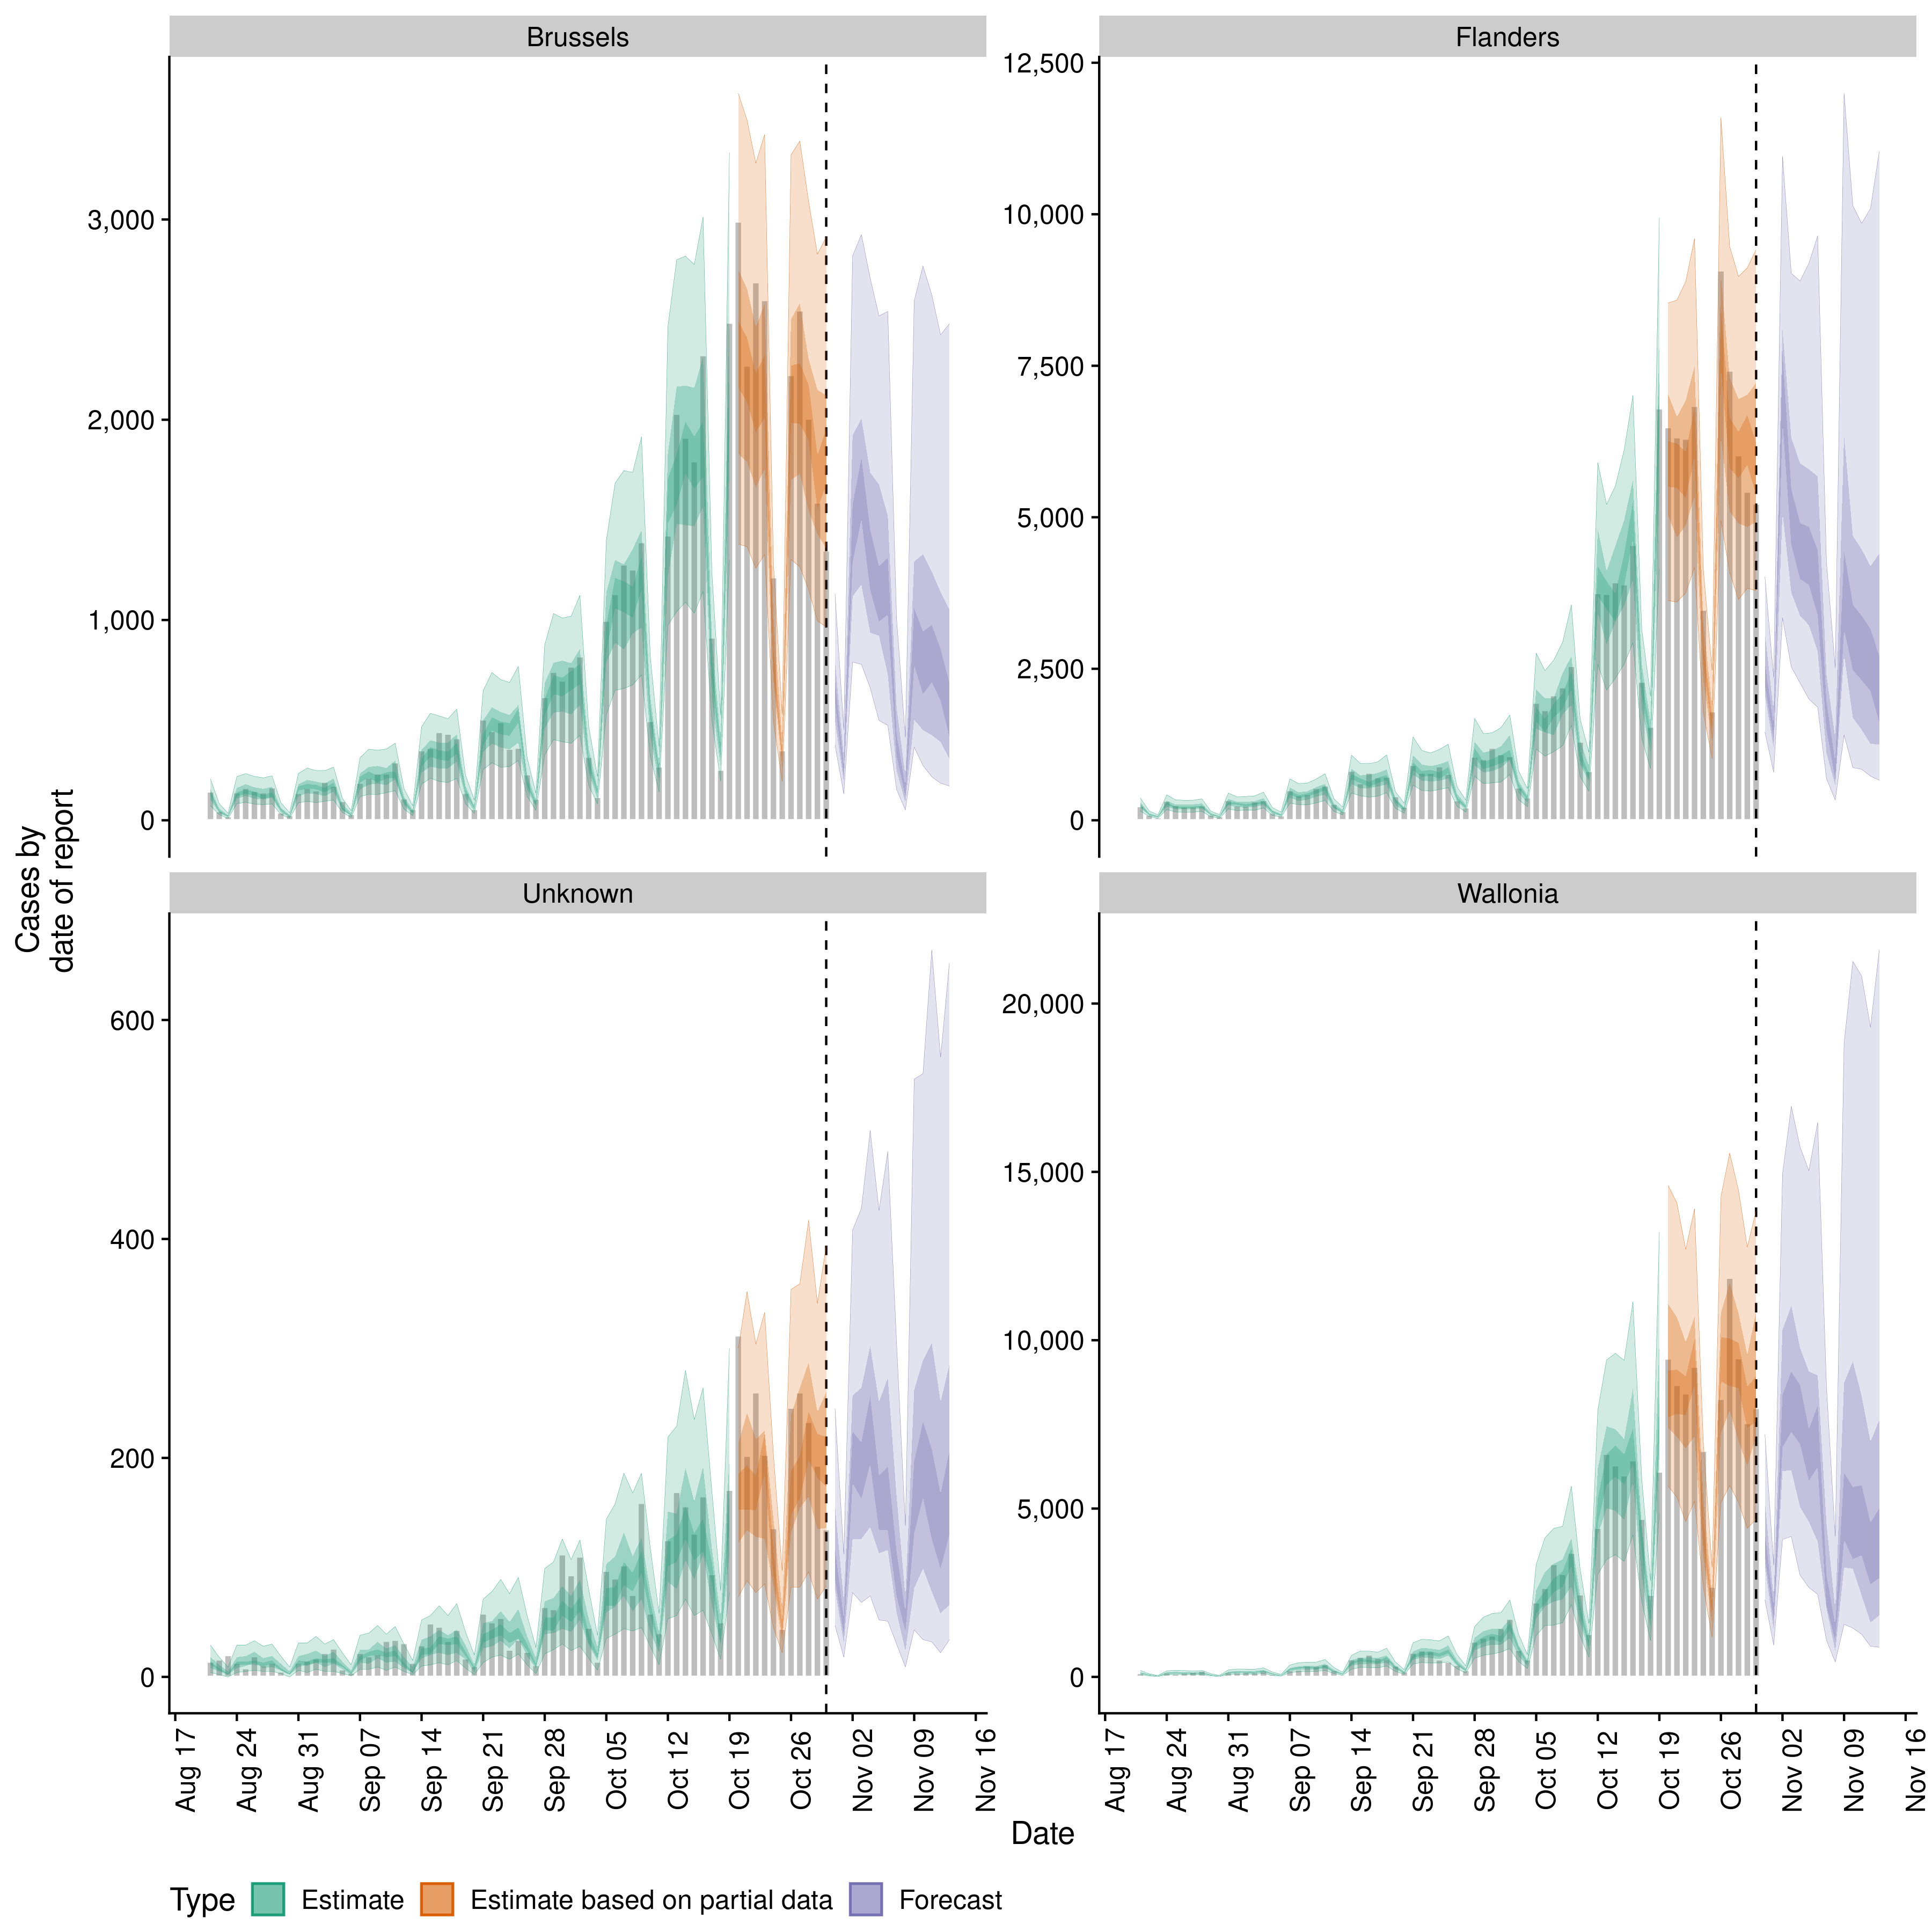 Brussels
Flanders
3,000
2,000
1,000
0
12,500
10,000
7,500
5,000
2,500
0
Cases by
date of report
Unknown
Wallonia
600
400
200
0
20,000
15,000
10,000
5,000
0
Aug 17
Aug 24
Aug 31
Sep 07
Sep 14
Sep 21
Sep 28
Oct 05
Oct 12
Oct 19
Oct 26
Nov 02
Nov 09
Nov 16
Aug 17
Aug 24
Aug 31
Sep 07
Sep 14
Sep 21
Sep 28
Oct 05
Oct 12
Oct 19
Oct 26
Nov 02
Nov 09
Nov 16
Date
Type Estimate Estimate based on partial data Forecast